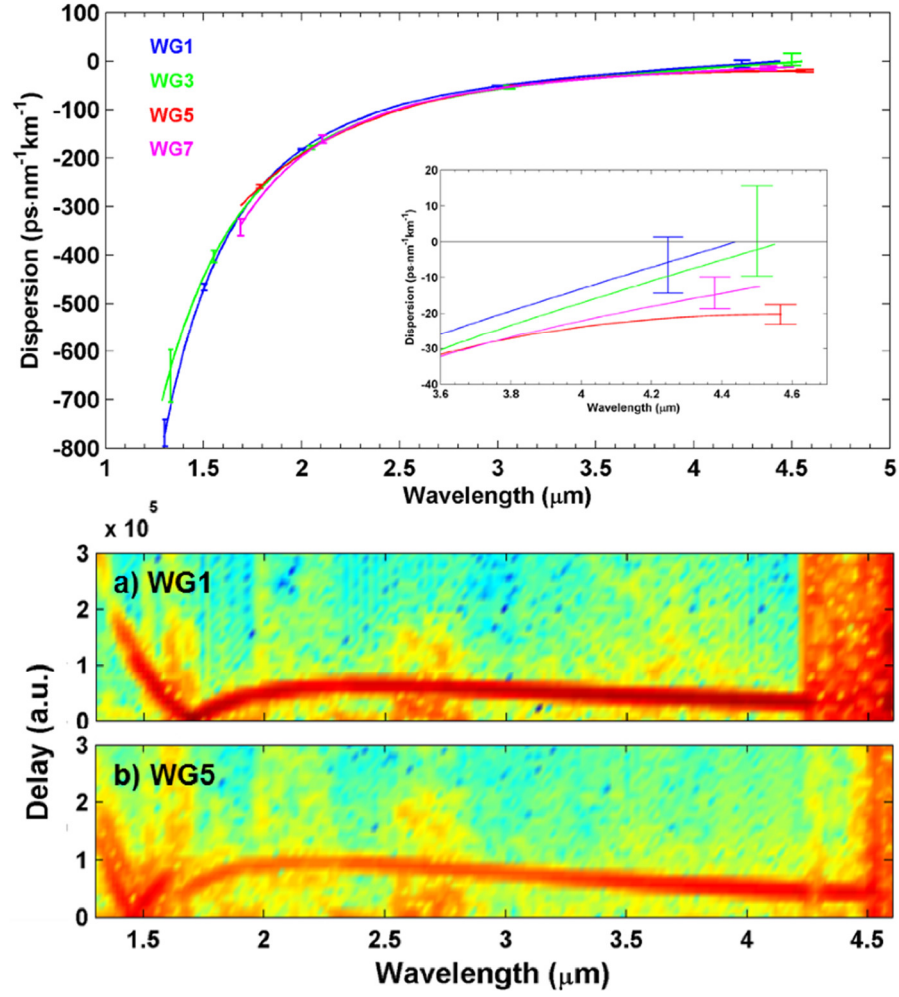 100
0
-100
-200
-300
-400
-500
-600
-700
-800
Dispersion (ps·nm⁻¹km⁻¹)
WG1
WG3
WG5
WG7
1 1.5 2 2.5 3 3.5 4 4.5 5
Wavelength (μm)
20
10
0
-10
-20
-30
-40
Dispersion (ps·nm⁻¹km⁻¹)
3.6 3.8 4 4.2 4.4 4.6
Wavelength (μm)
x 10⁵
3
2
1
0
a) WG1
Delay (a.u.)
3
2
1
0
b) WG5
1.5 2 2.5 3 3.5 4 4.5
Wavelength (μm)